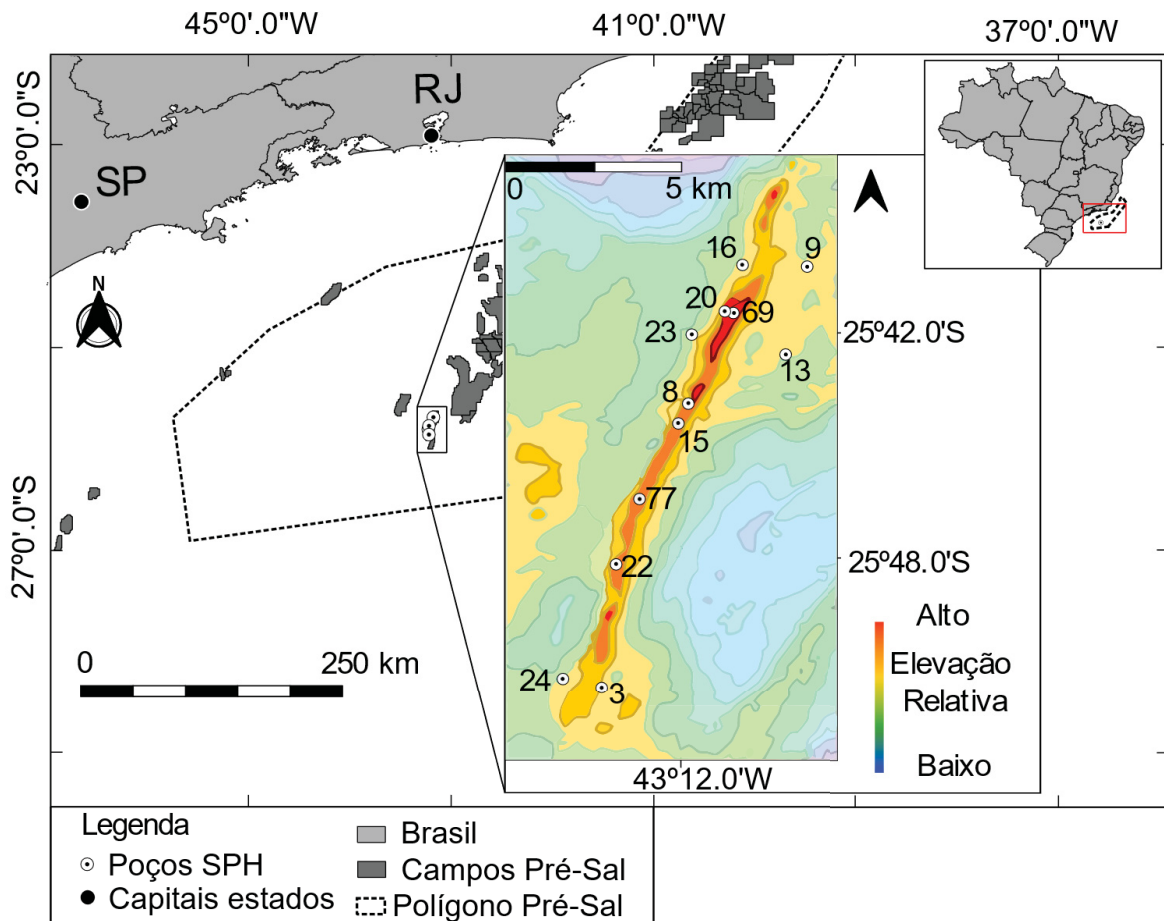 45º0'.0"W
41º0'.0"W
37º0'.0"W
23º0'.0"S
27º0'.0"S
RJ
SP
N
0 5 km
16
9
20
69
23
25º42.0'S
13
8
15
77
22
25º48.0'S
24
3
43º12.0'W
Alto
Elevação
Relativa
Baixo
0 250 km
Legenda
Poços SPH
Capitais estados
Brasil
Campos Pré-Sal
Polígono Pré-Sal